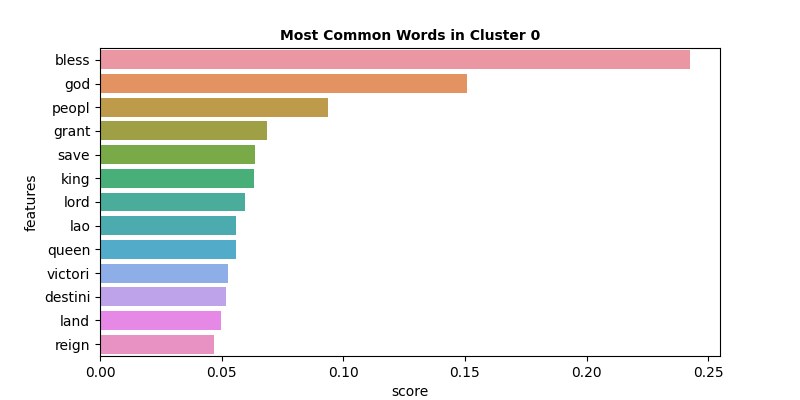 Most Common Words in Cluster 0
features
bless
god
peopl
grant
save
king
lord
lao
queen
victori
destini
land
reign
0.00 0.05 0.10 0.15 0.20 0.25
score